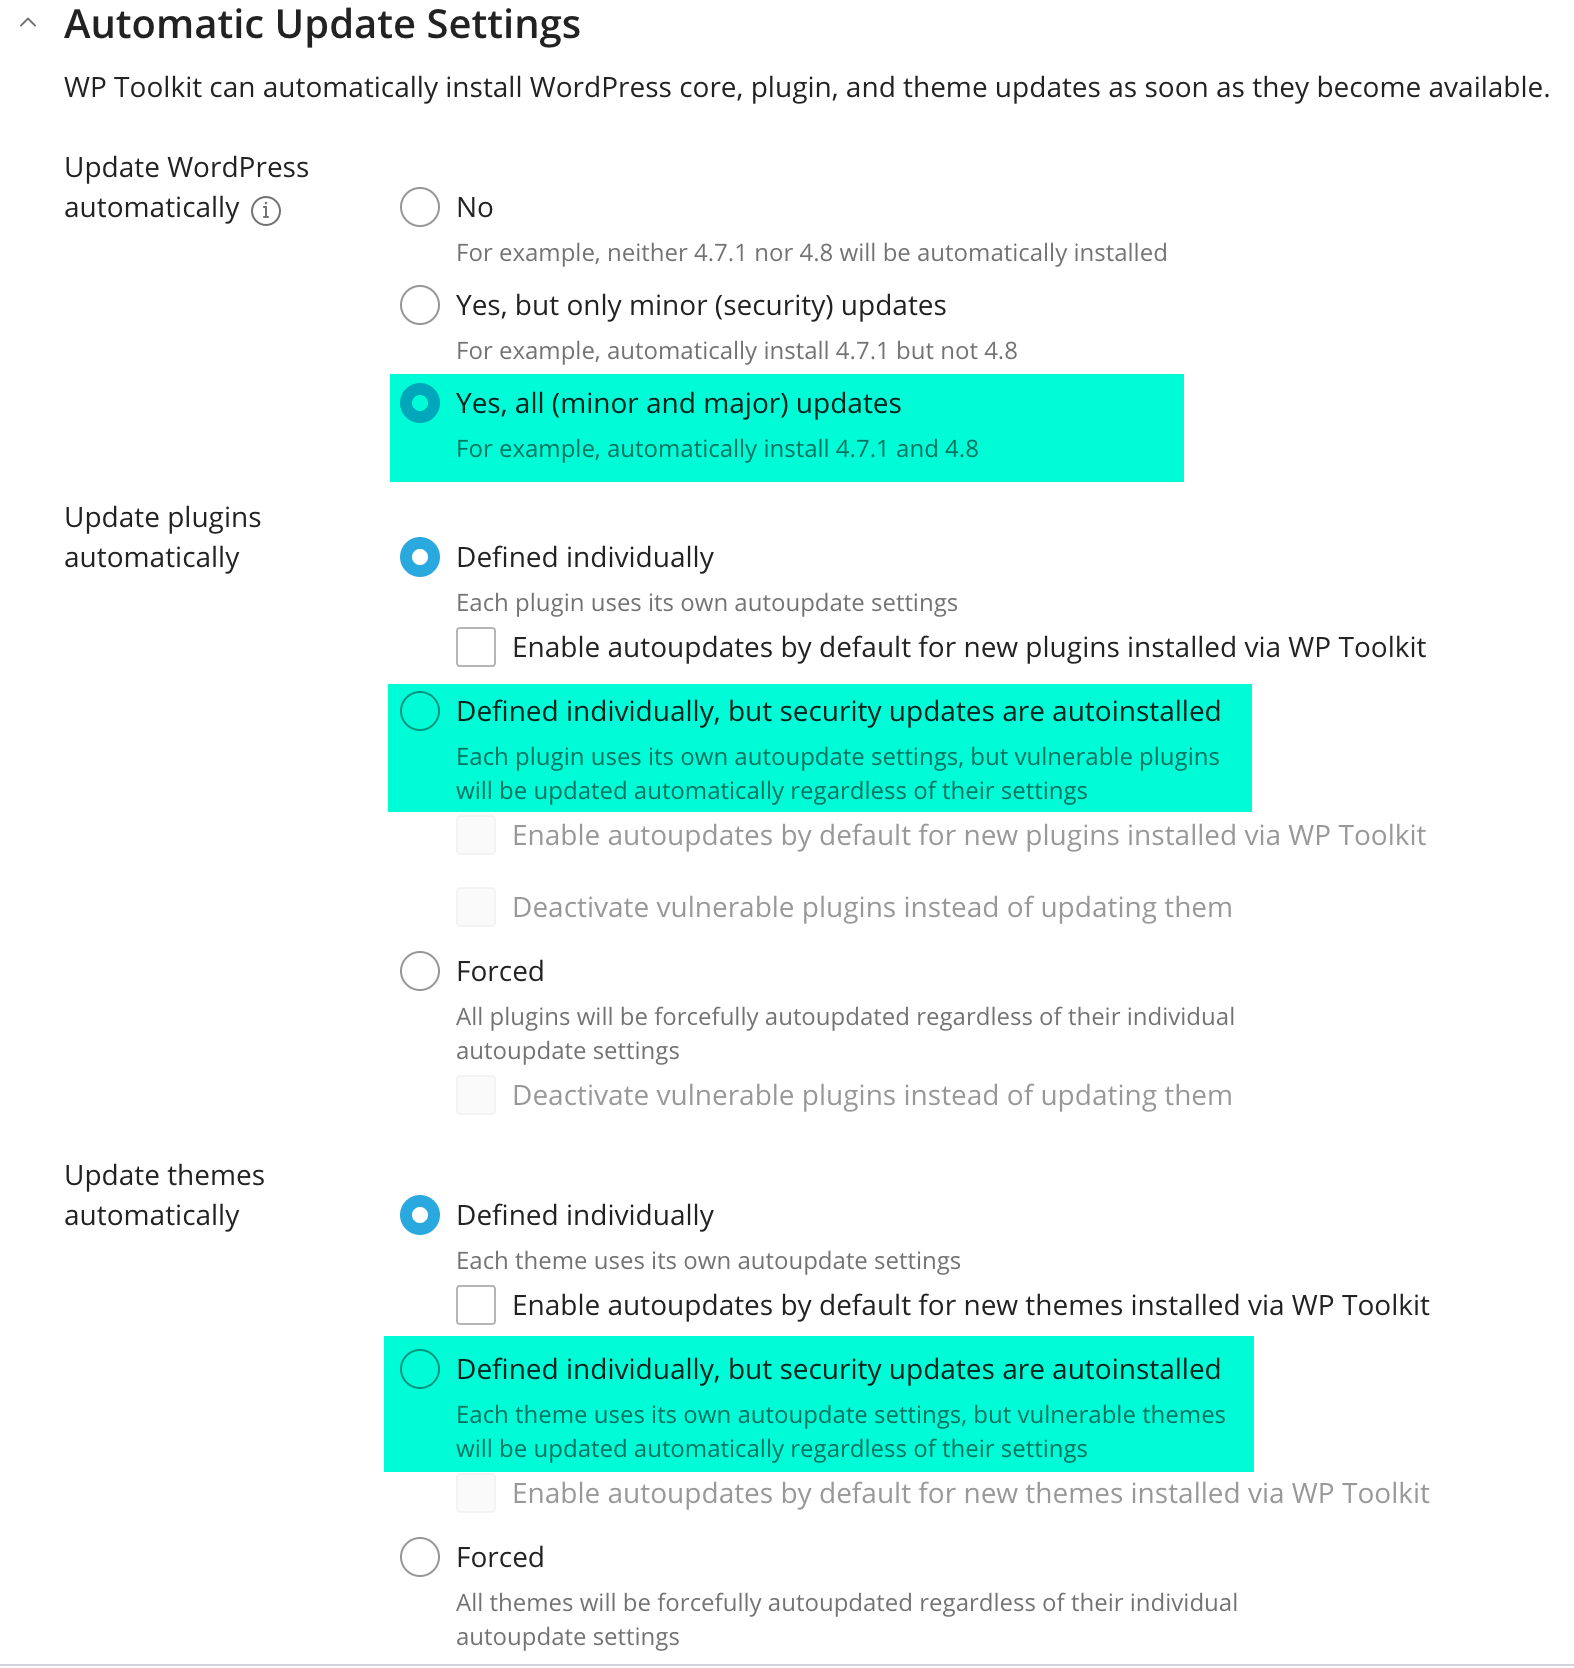 Automatic Update Settings
WP Toolkit can automatically install WordPress core, plugin, and theme updates as soon as they become available.
Update WordPress
automatically
No
For example, neither 4.7.1 nor 4.8 will be automatically installed
Yes, but only minor (security) updates
For example, automatically install 4.7.1 but not 4.8
Yes, all (minor and major) updates
For example, automatically install 4.7.1 and 4.8
Update plugins
automatically
Defined individually
Each plugin uses its own autoupdate settings
Enable autoupdates by default for new plugins installed via WP Toolkit
Defined individually, but security updates are autoinstalled
Each plugin uses its own autoupdate settings, but vulnerable plugins
will be updated automatically regardless of their settings
Enable autoupdates by default for new plugins installed via WP Toolkit
Deactivate vulnerable plugins instead of updating them
Forced
All plugins will be forcefully autoupdated regardless of their individual
autoupdate settings
Deactivate vulnerable plugins instead of updating them
Update themes
automatically
Defined individually
Each theme uses its own autoupdate settings
Enable autoupdates by default for new themes installed via WP Toolkit
Defined individually, but security updates are autoinstalled
Each theme uses its own autoupdate settings, but vulnerable themes
will be updated automatically regardless of their settings
Enable autoupdates by default for new themes installed via WP Toolkit
Forced
All themes will be forcefully autoupdated regardless of their individual
autoupdate settings